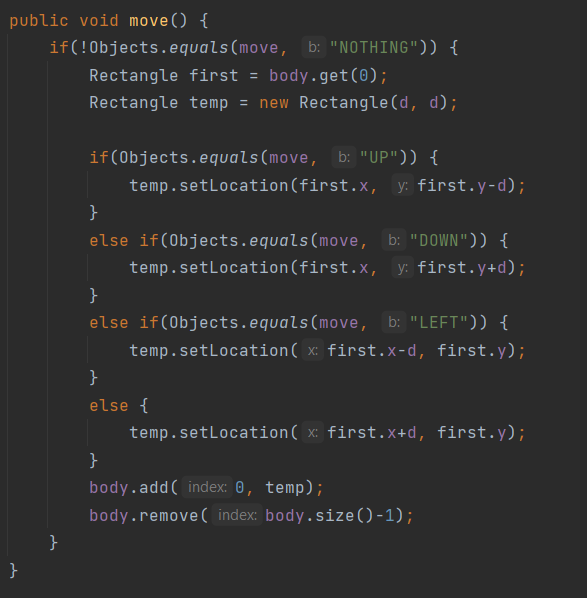 public void move() {
if(!Objects.equals(move, b: "NOTHING")) {
Rectangle first = body.get(0);
Rectangle temp = new Rectangle(d, d);
if(Objects.equals(move, b: "UP")) {
temp.setLocation(first.x, y: first.y-d);
}
else if(Objects.equals(move, b: "DOWN")) {
temp.setLocation(first.x, y: first.y+d);
}
else if(Objects.equals(move, b: "LEFT")) {
temp.setLocation( x: first.x-d, first.y);
}
else {
temp.setLocation( x: first.x+d, first.y);
}
body.add( index: 0, temp);
body.remove( index: body.size()-1);
}
}